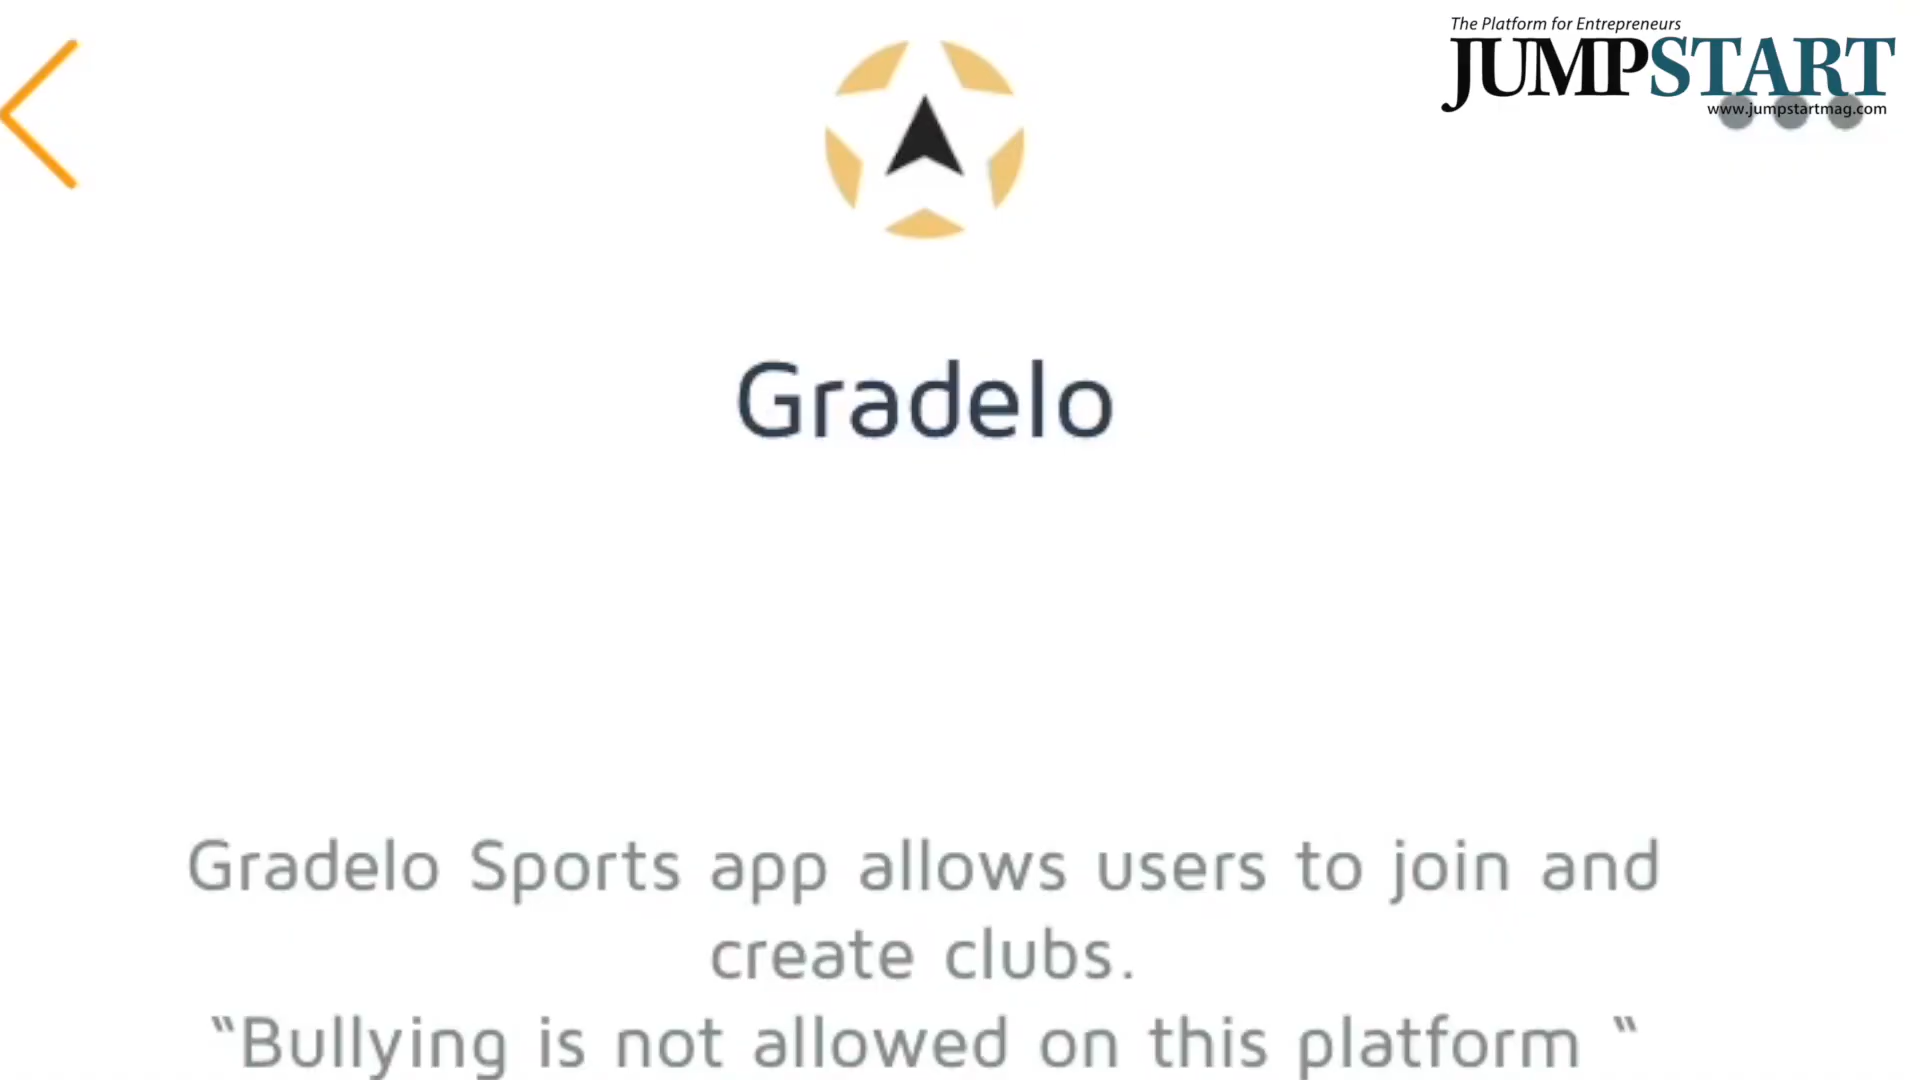 The Platform for Entrepreneurs
JUMPSTART
www.jumpstartmag.com
Gradelo
Gradelo Sports app allows users to join and
create clubs.
“Bullying is not allowed on this platform “